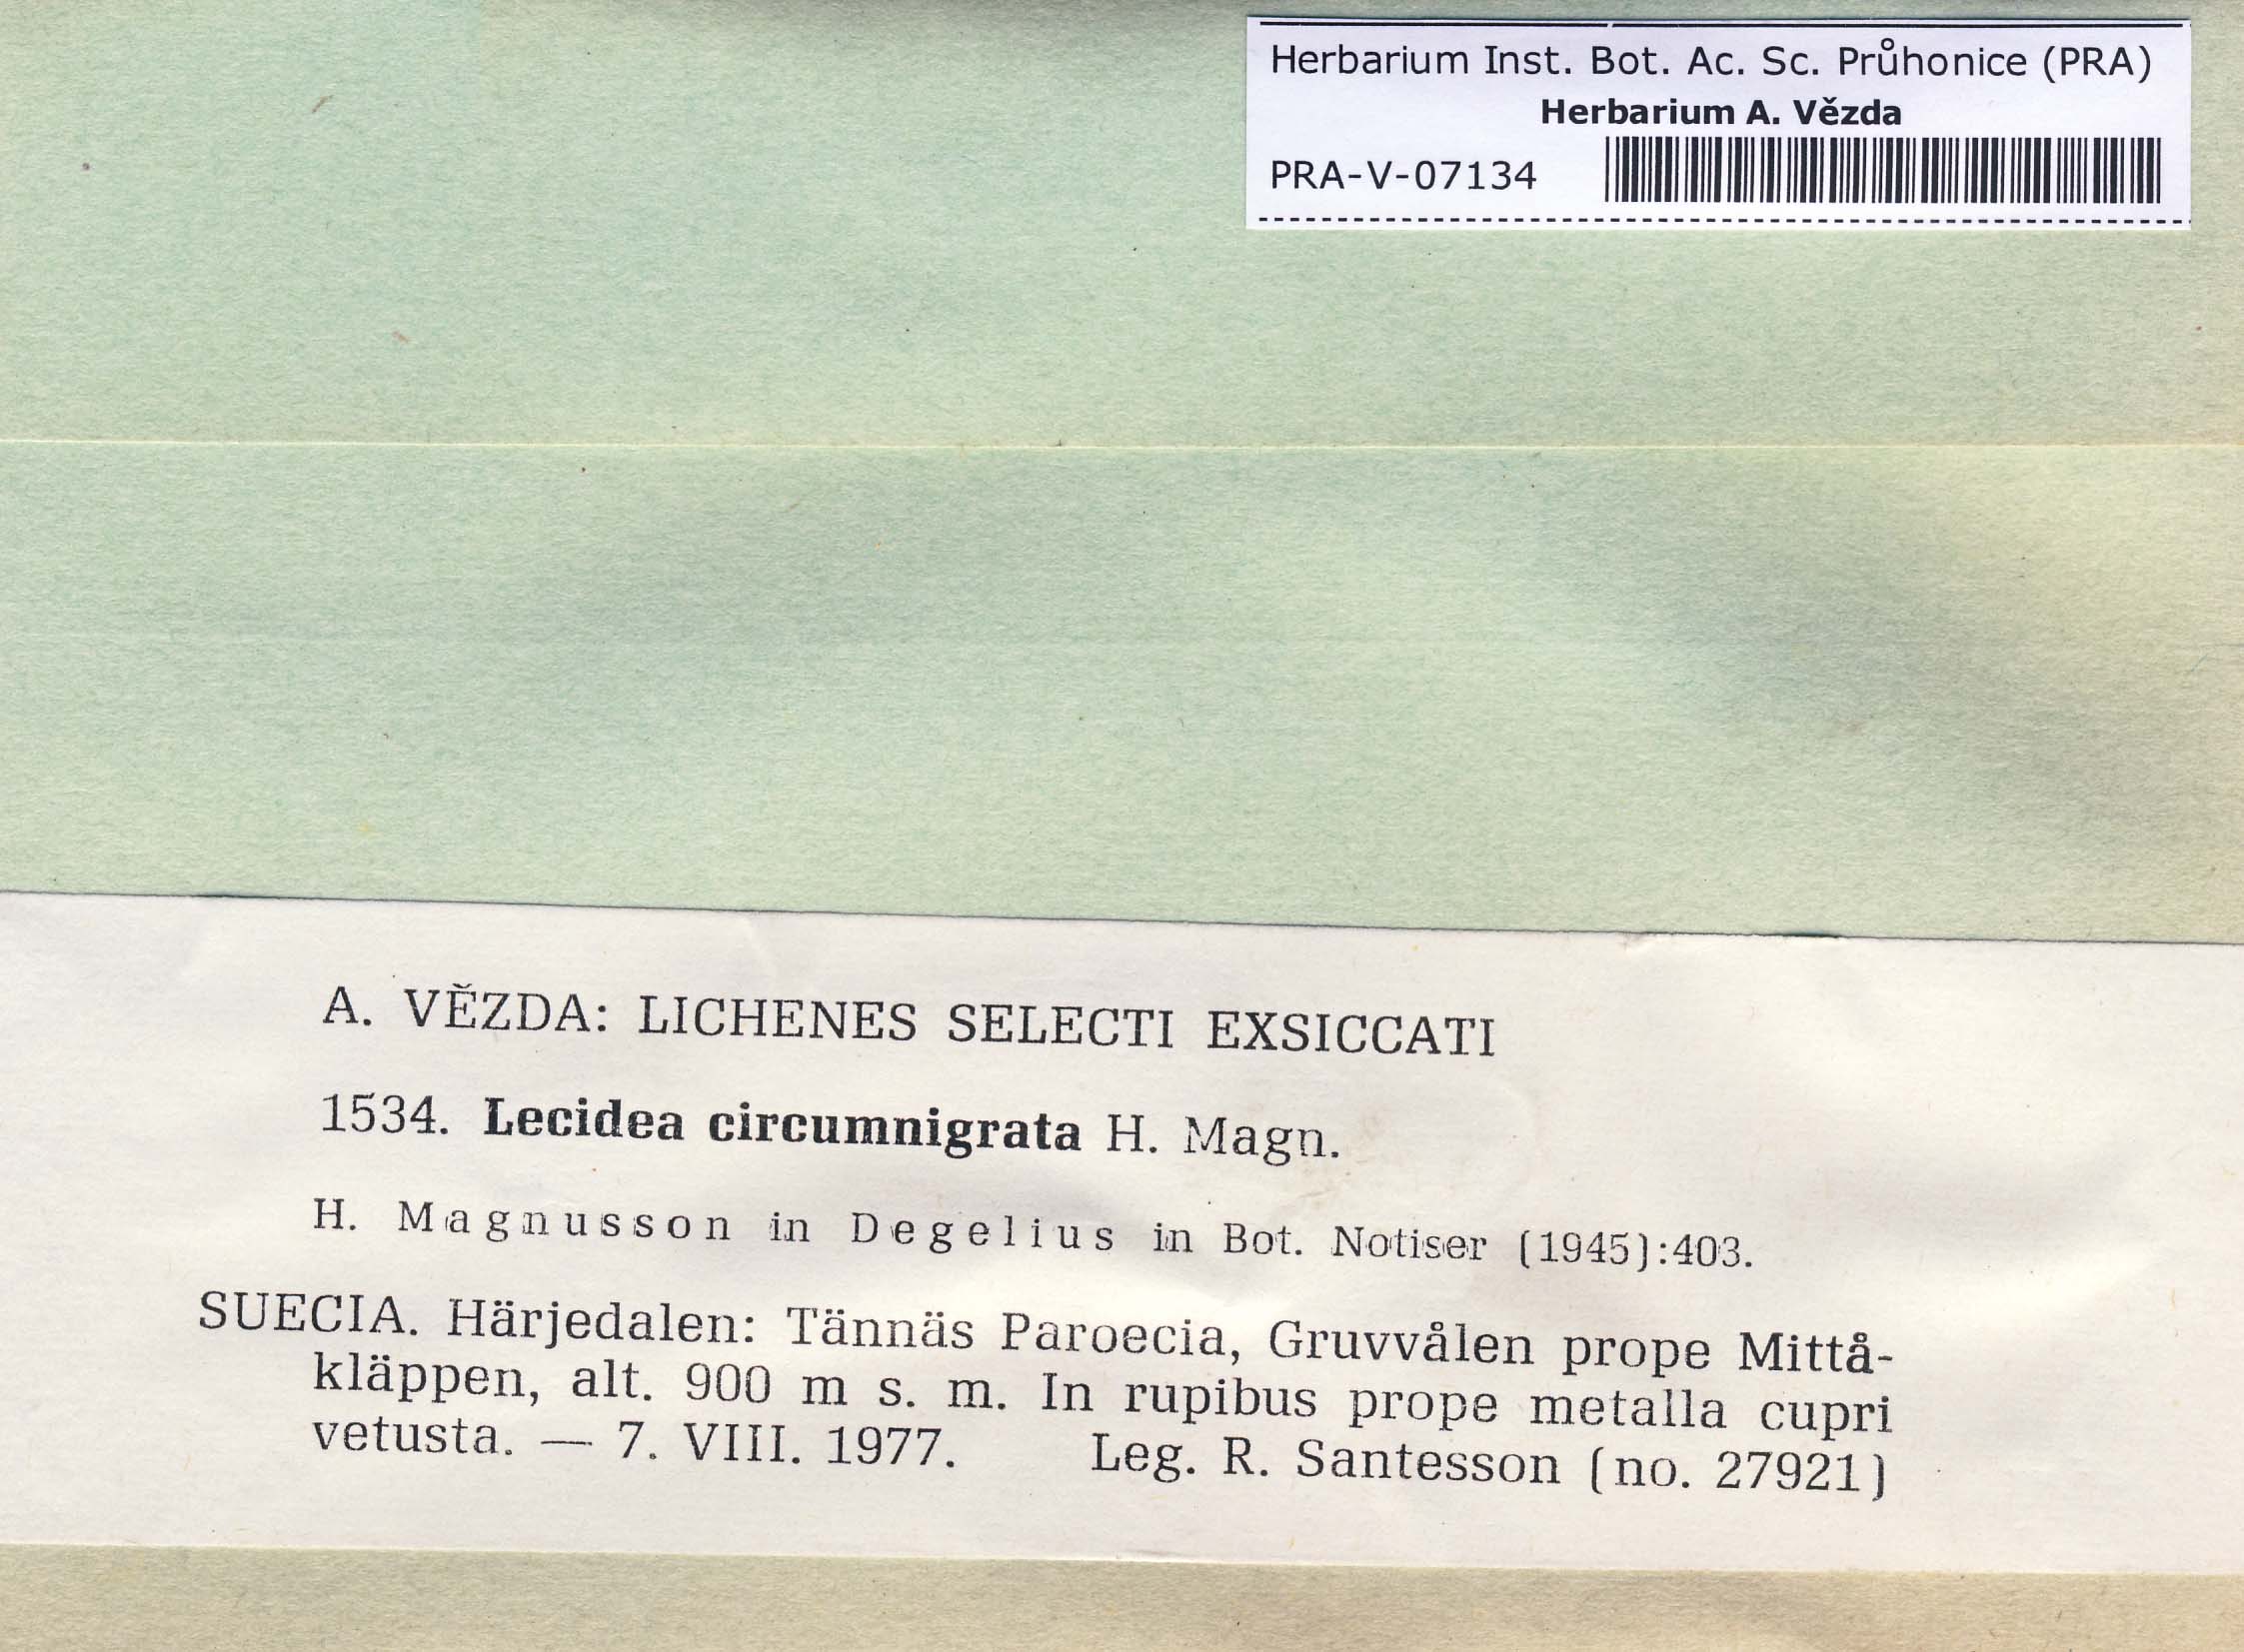 Herbarium Inst. Bot. Ac. Sc. Průhonice (PRA)
Herbarium A. Vězda
PRA-V-07134
A. VĚZDA: LICHENES SELECTI EXSICCATI
1534. Lecidea circumnigrata H. Magn.
H. Magnusson in Degelius in Bot. Notiser (1945):403.
SUECIA. Härjedalen: Tännäs Paroecia, Gruvvålen prope Mittå-
kläppen, alt. 900 m s. m. In rupibus prope metalla cupri
vetusta. — 7. VIII. 1977. Leg. R. Santesson (no. 27921)